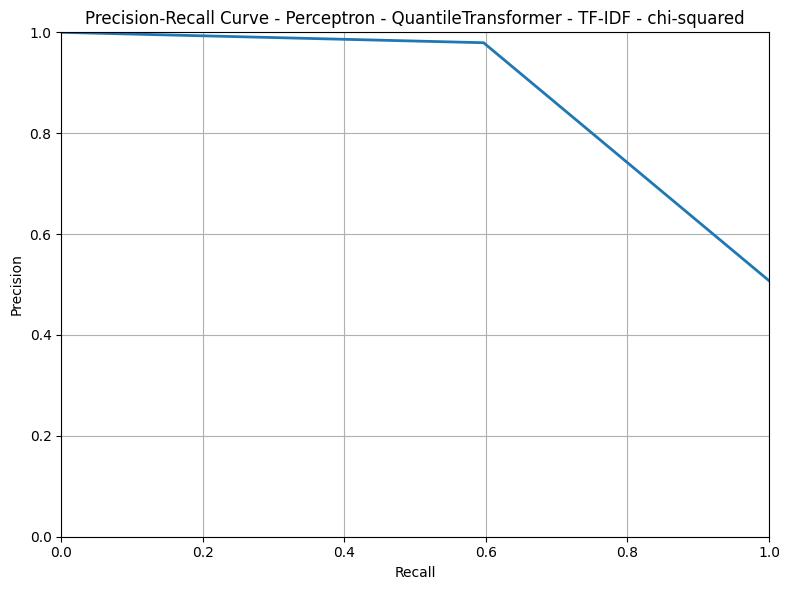 Precision-Recall Curve - Perceptron - QuantileTransformer - TF-IDF - chi-squared
1.0
0.8
0.6
0.4
0.2
0.0
Precision
0.0 0.2 0.4 0.6 0.8 1.0
Recall